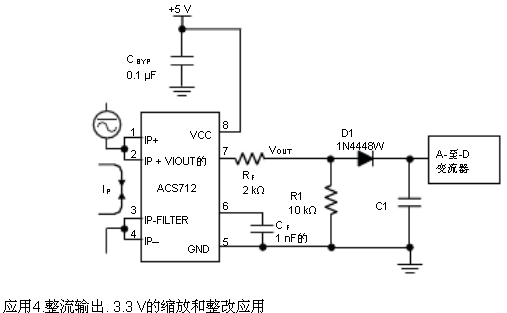 +5 V
C BYP
0.1 µF
8
VCC
1
IP+
2
IP + VIOUT的
7
VOUT
RF
2 kΩ
ACS712
IP
D1
1N4448W
A-至-D
变流器
R1
10 kΩ
C1
3
IP-FILTER
6
C F
1 nF的
4
IP–
GND
5
应用4.整流输出. 3.3 V的缩放和整改应用